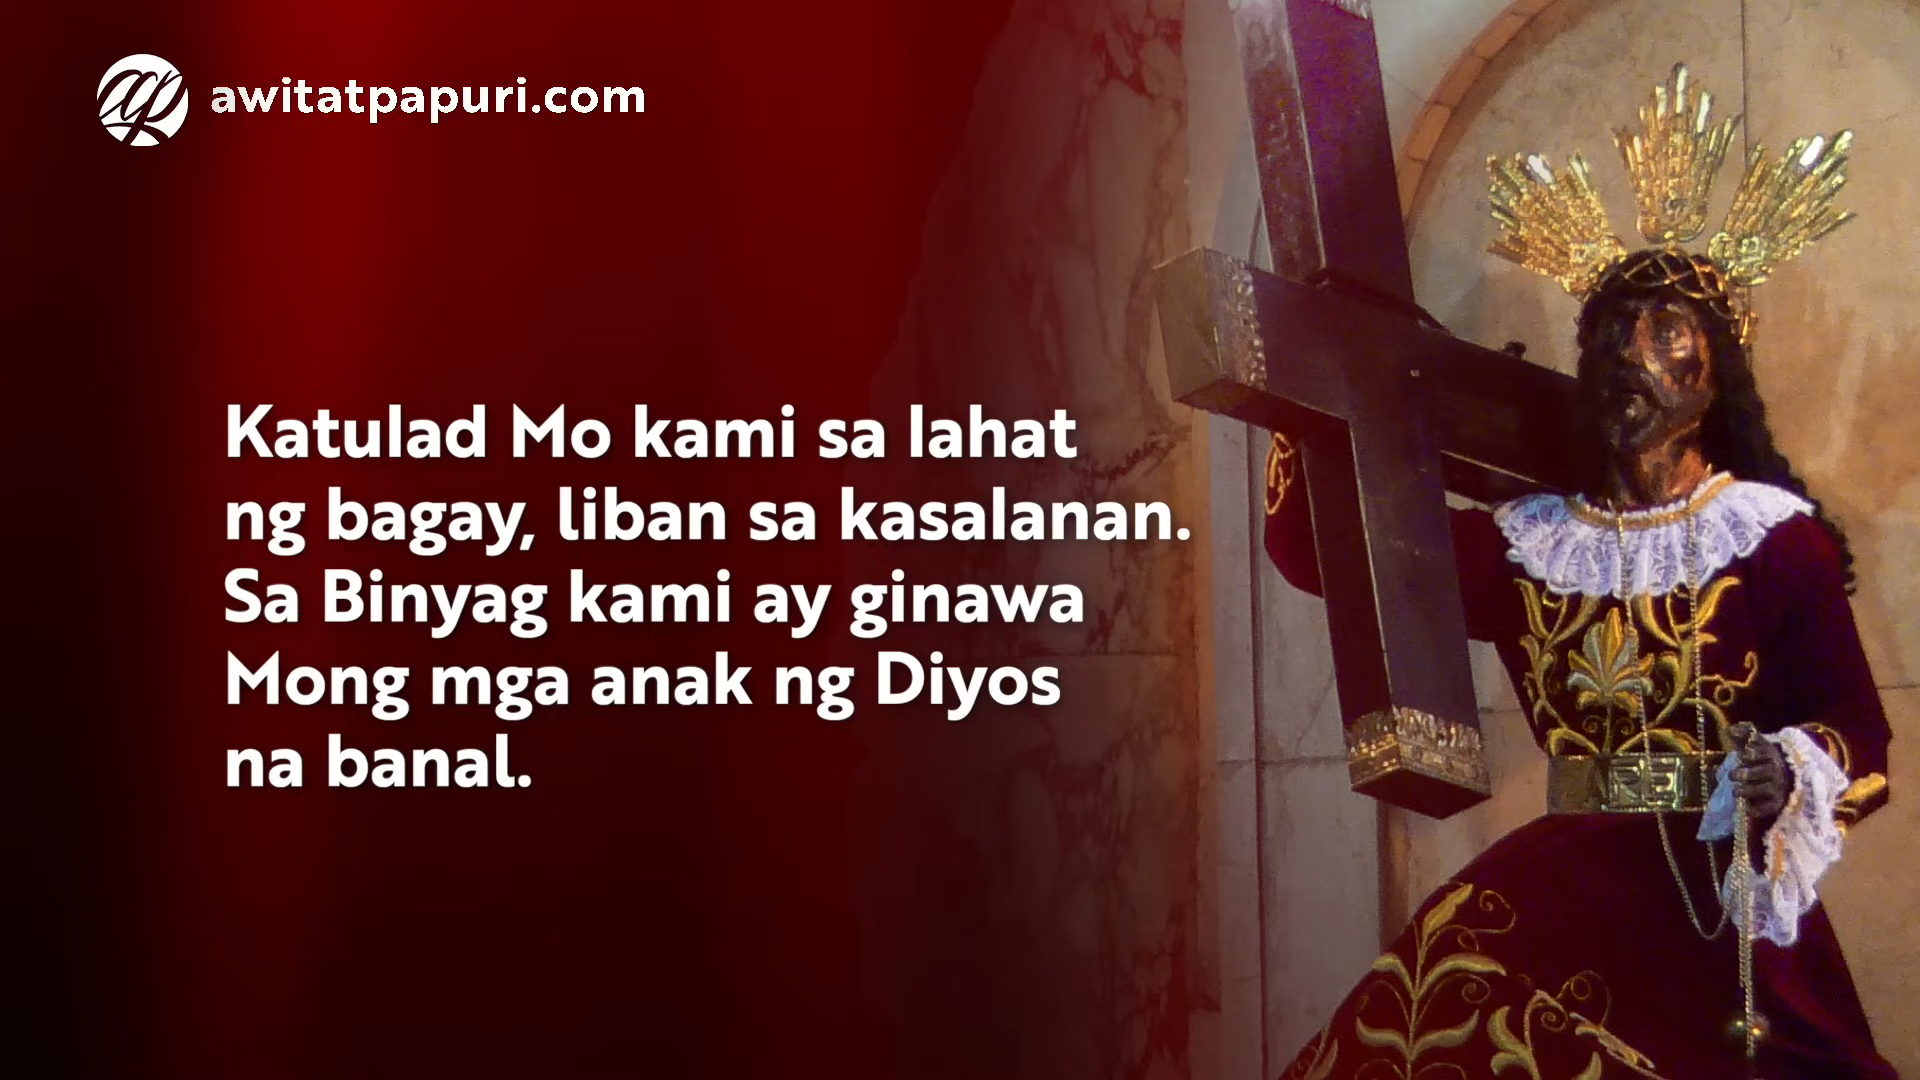 awitatpapuri.com
Katulad Mo kami sa lahat
ng bagay, liban sa kasalanan.
Sa Binyag kami ay ginawa
Mong mga anak ng Diyos
na banal.